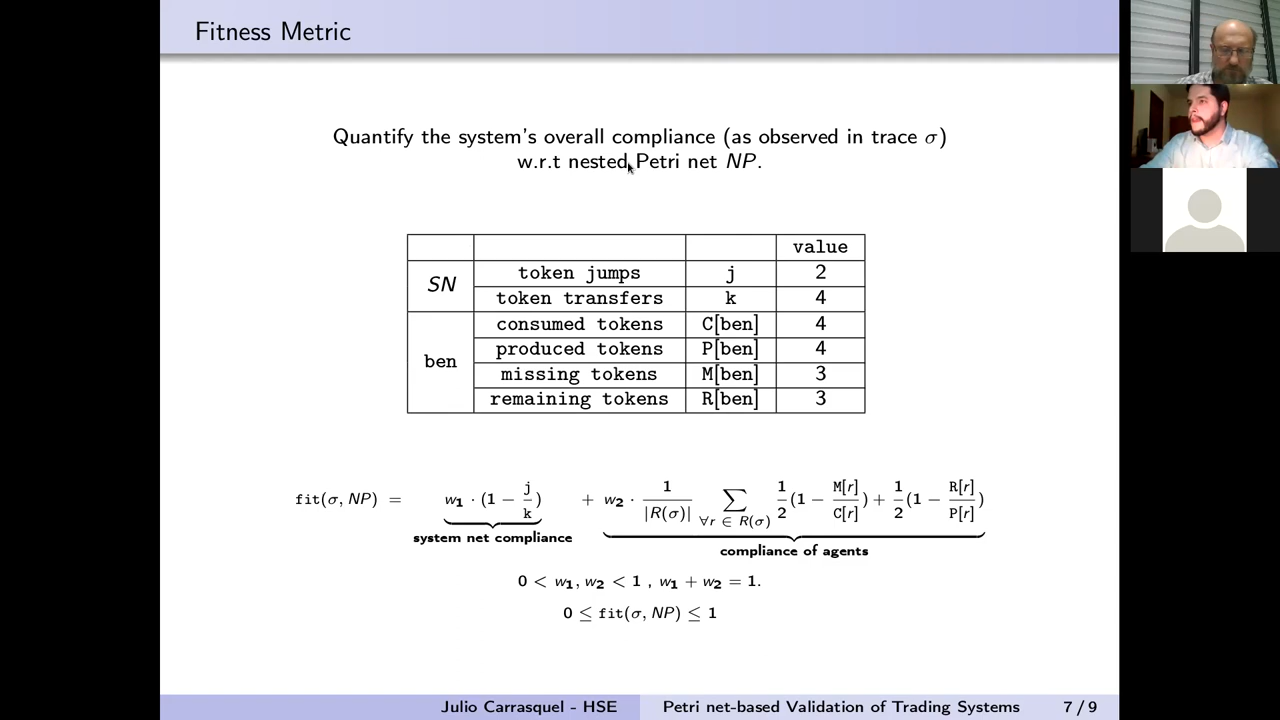 Fitness Metric
Quantify the system's overall compliance (as observed in trace σ)
w.r.t nested Petri net NP.
value
SN
token jumps j 2
token transfers k 4
ben
consumed tokens C[ben] 4
produced tokens P[ben] 4
missing tokens M[ben] 3
remaining tokens R[ben] 3
fit(σ, NP) = w₁ · (1 − j/k) + w₂ · 1/|R(σ)| ∑ ∀r ∈ R(σ) 1/2(1 − M[r]/C[r]) + 1/2(1 − R[r]/P[r])
system net compliance
compliance of agents
0 < w₁, w₂ < 1 , w₁ + w₂ = 1.
0 ≤ fit(σ, NP) ≤ 1
Julio Carrasquel - HSE Petri net-based Validation of Trading Systems 7 / 9